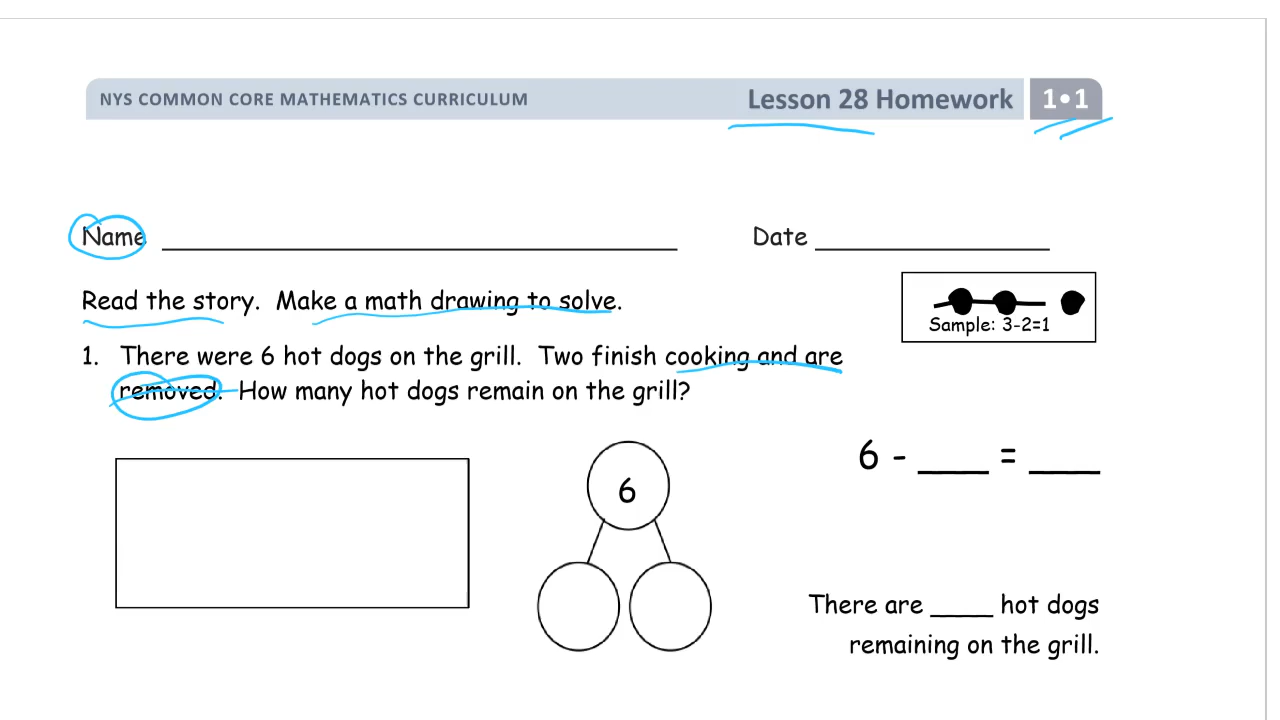 NYS COMMON CORE MATHEMATICS CURRICULUM Lesson 28 Homework 1•1
Name ____ Date ____
Read the story. Make a math drawing to solve.
Sample: 3-2=1
1. There were 6 hot dogs on the grill. Two finish cooking and are
removed. How many hot dogs remain on the grill?
6
6 - ___ = ___
There are ____ hot dogs
remaining on the grill.